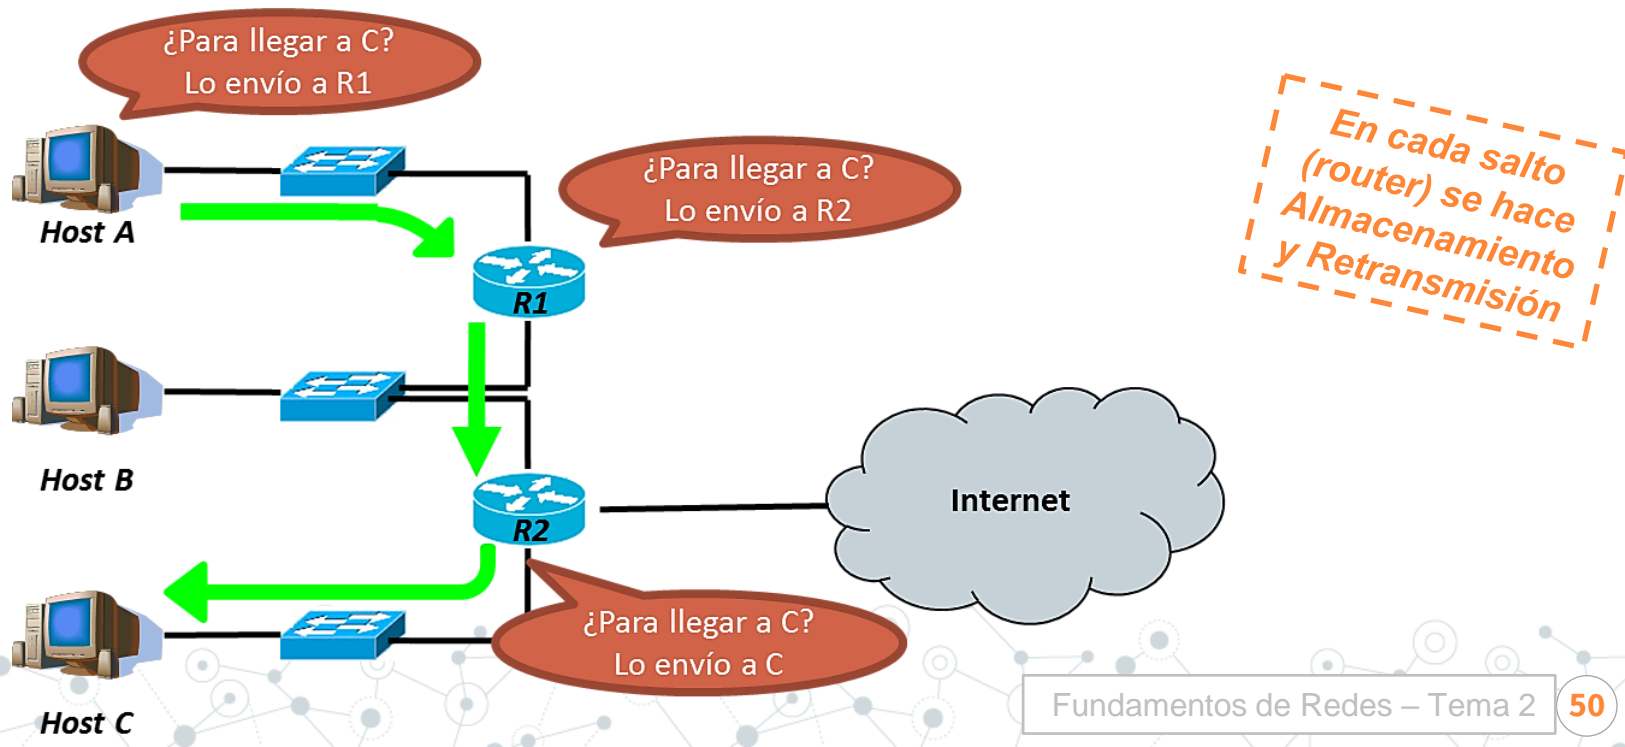 ¿Para llegar a C?
Lo envío a R1
Host A
¿Para llegar a C?
Lo envío a R2
En cada salto
(router) se hace
Almacenamiento
y Retransmisión
R1
Host B
R2
Internet
¿Para llegar a C?
Lo envío a C
Host C
Fundamentos de Redes – Tema 2
50